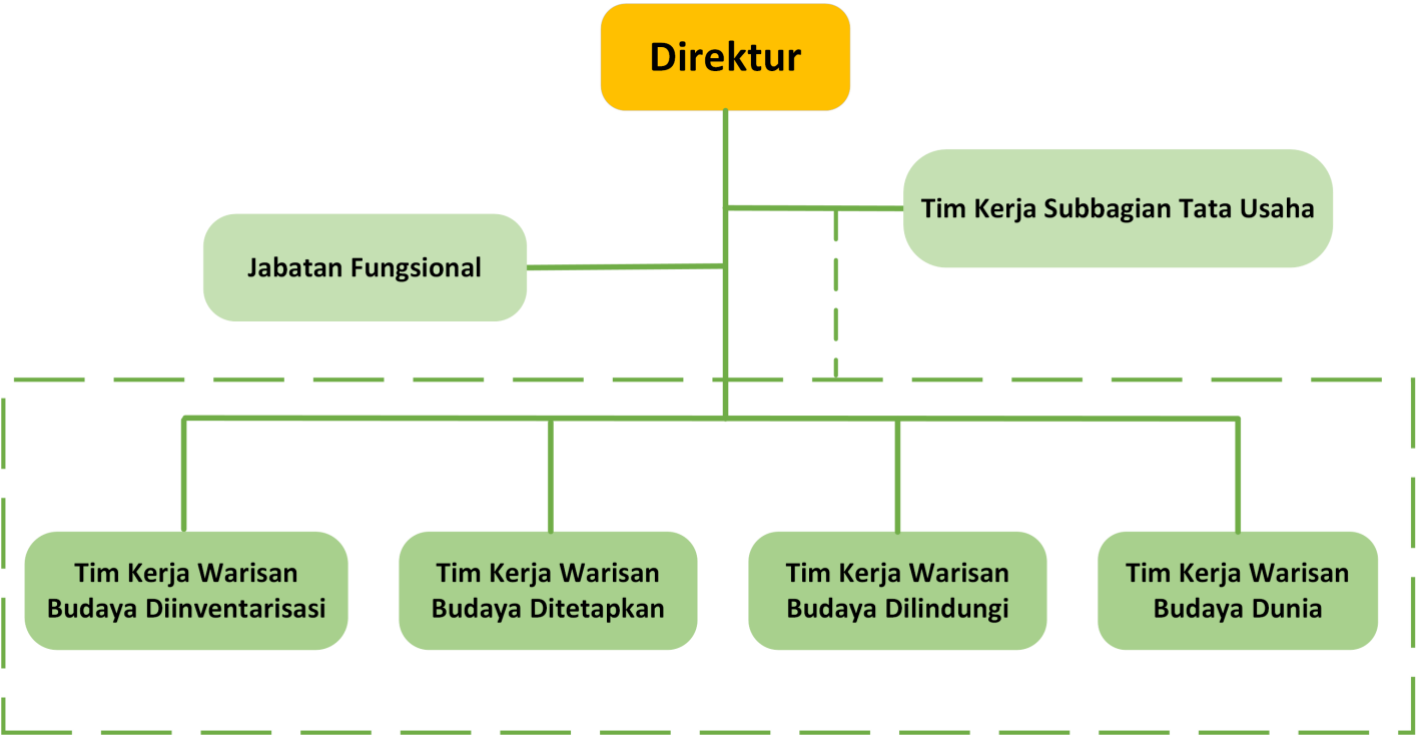 Direktur
Tim Kerja Subbagian Tata Usaha
Jabatan Fungsional
Tim Kerja Warisan
Budaya Diinventarisasi
Tim Kerja Warisan
Budaya Ditetapkan
Tim Kerja Warisan
Budaya Dilindungi
Tim Kerja Warisan
Budaya Dunia